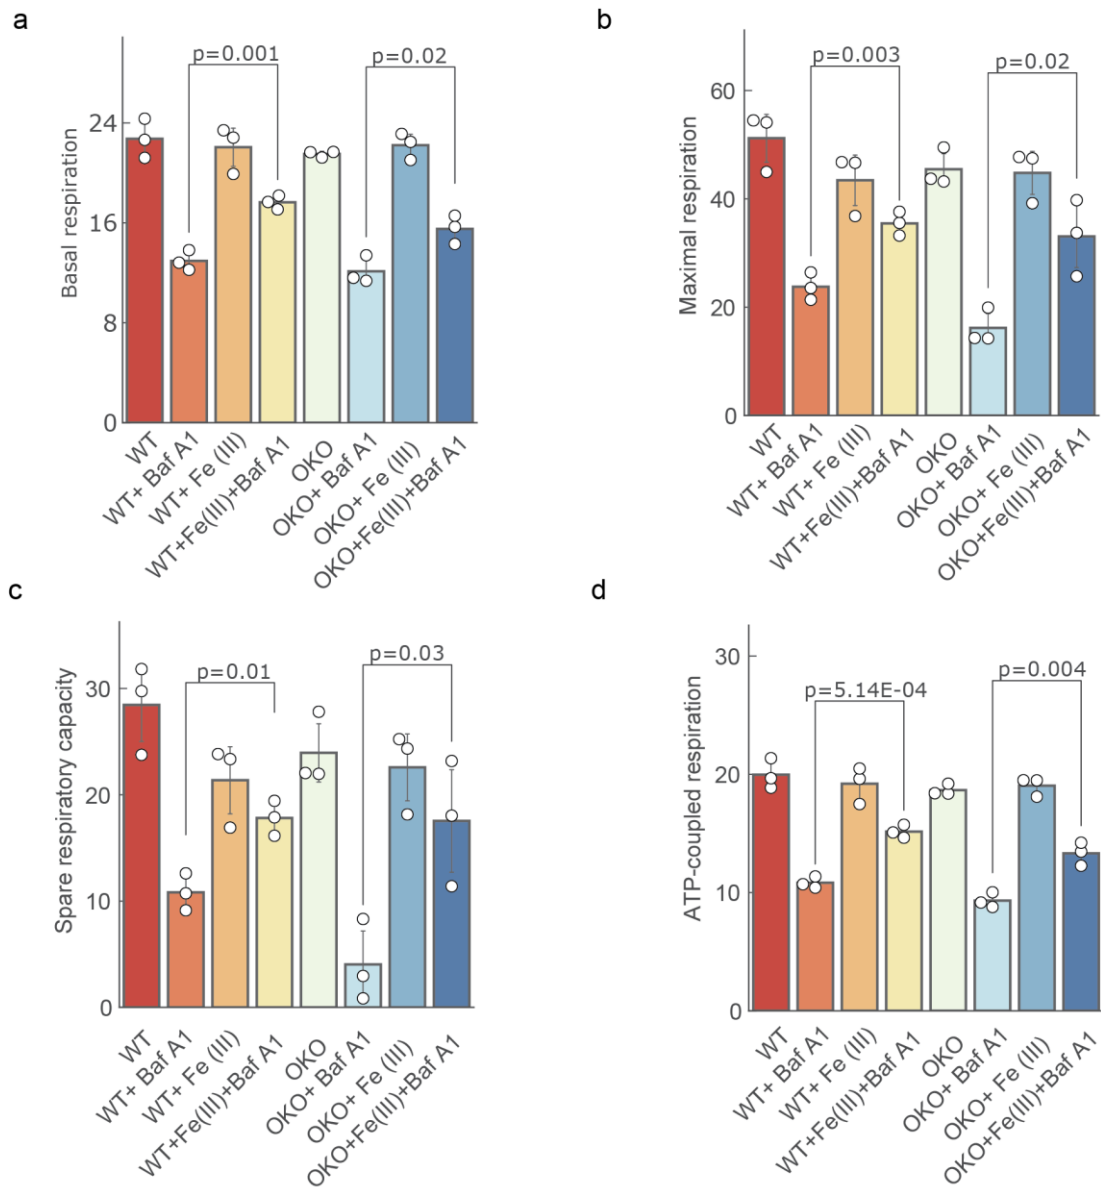 a
p=0.001
p=0.02
24
16
8
0
Basal respiration
WT
WT+ Baf A1
WT+ Fe (III)
WT+Fe(III)+Baf A1
OKO
OKO+ Baf A1
OKO+ Fe (III)
OKO+Fe(III)+Baf A1
b
p=0.003
p=0.02
60
40
20
0
Maximal respiration
WT
WT+ Baf A1
WT+ Fe (III)
WT+Fe(III)+Baf A1
OKO
OKO+ Baf A1
OKO+ Fe (III)
OKO+Fe(III)+Baf A1
c
p=0.01
p=0.03
30
20
10
0
Spare respiratory capacity
WT
WT+ Baf A1
WT+ Fe (III)
WT+Fe(III)+Baf A1
OKO
OKO+ Baf A1
OKO+ Fe (III)
OKO+Fe(III)+Baf A1
d
p=5.14E-04
p=0.004
30
20
10
0
ATP-coupled respiration
WT
WT+ Baf A1
WT+ Fe (III)
WT+Fe(III)+Baf A1
OKO
OKO+ Baf A1
OKO+ Fe (III)
OKO+Fe(III)+Baf A1